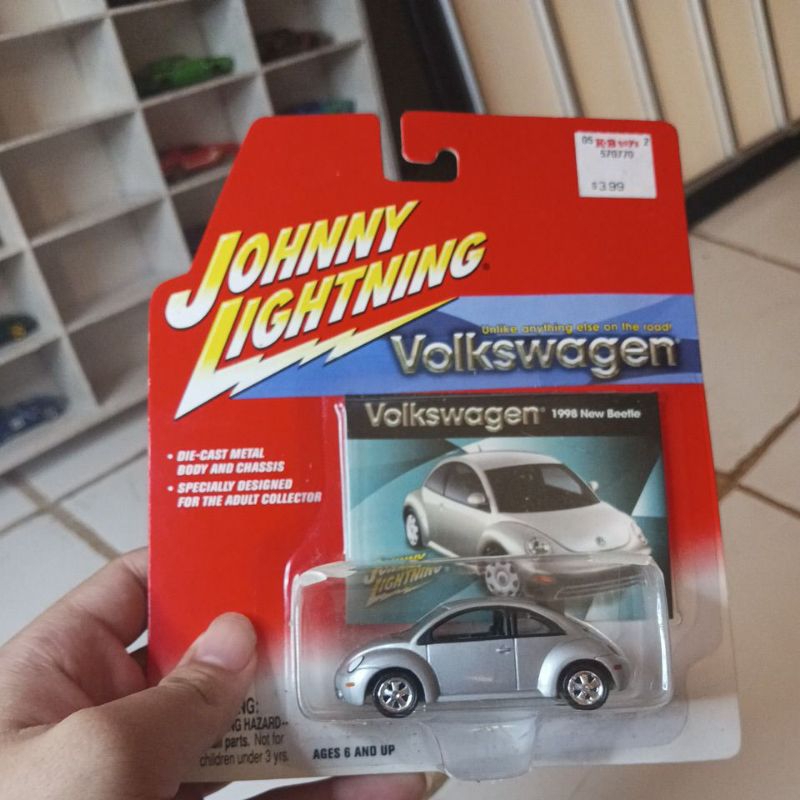 05 K·B toys 2
570770
$3.99
JOHNNY
LIGHTNING®
Unlike anything else on the road!
Volkswagen®
Volkswagen® 1998 New Beetle
• DIE-CAST METAL
BODY AND CHASSIS
• SPECIALLY DESIGNED
FOR THE ADULT COLLECTOR
JOHNNY
LIGHTNING
NG:
NG HAZARD--
parts. Not for
children under 3 yrs.
AGES 6 AND UP